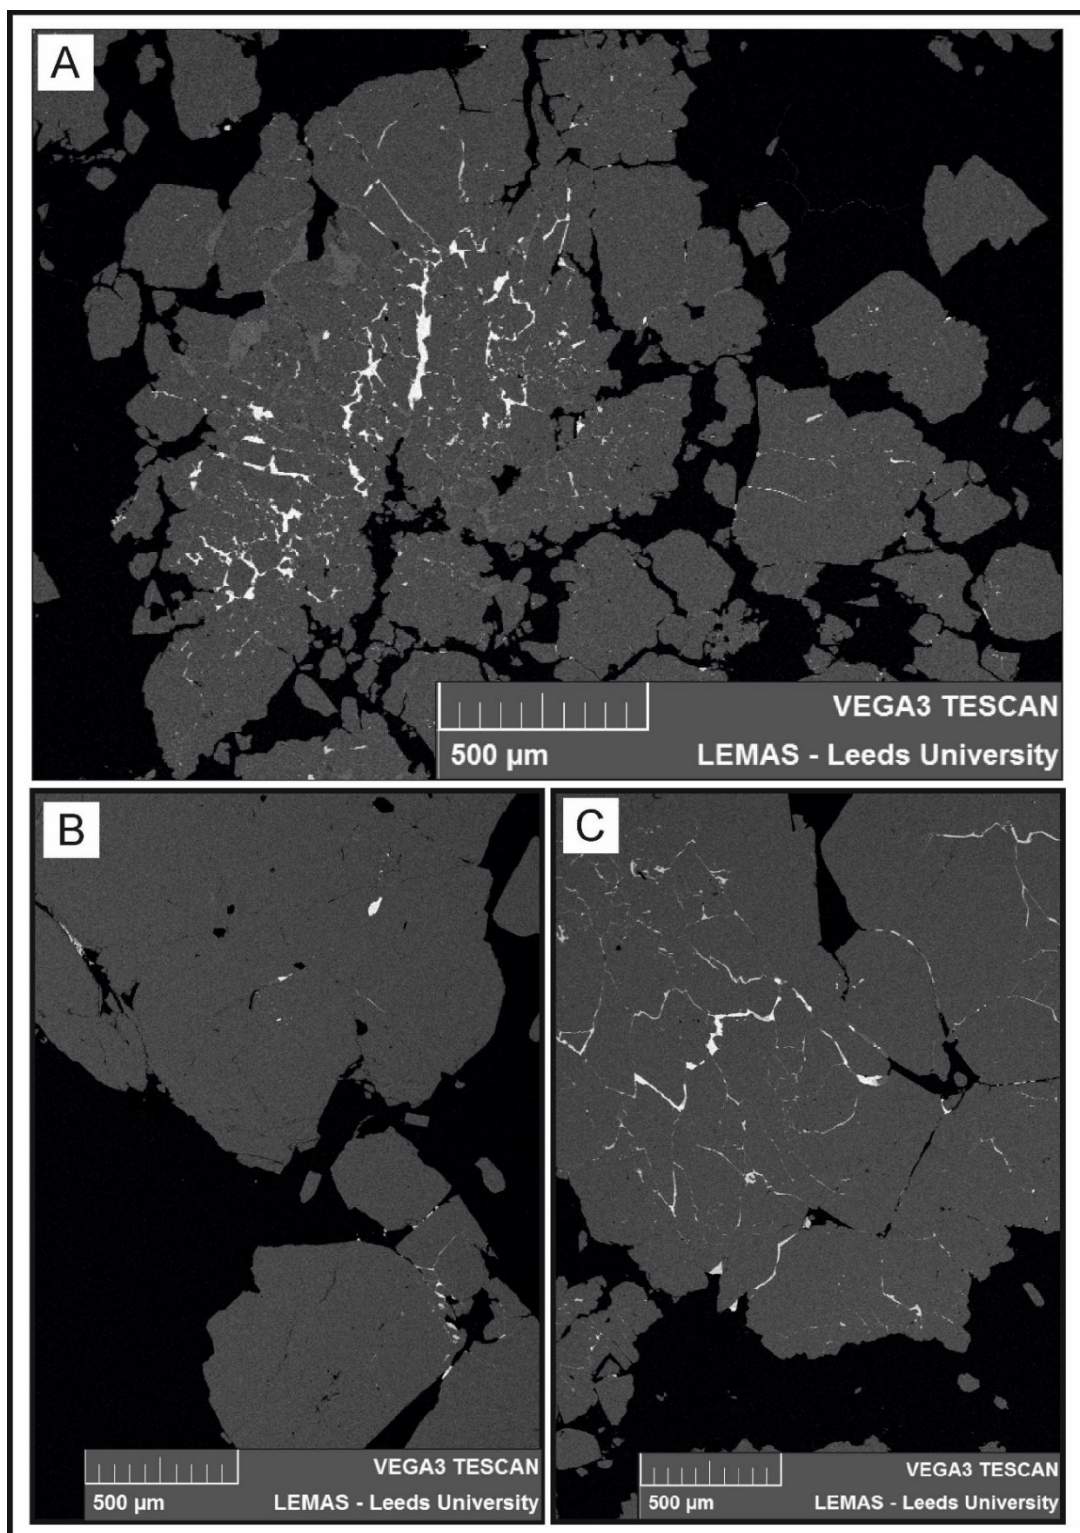 A
VEGA3 TESCAN
500 µm
LEMAS - Leeds University
B
VEGA3 TESCAN
500 µm
LEMAS - Leeds University
C
VEGA3 TESCAN
500 µm
LEMAS - Leeds University